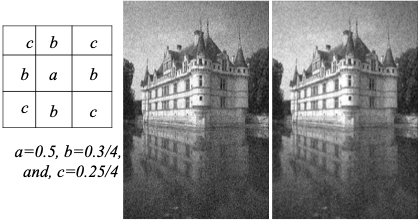 c b c
b a b
c b c
a=0.5, b=0.3/4,
and, c=0.25/4